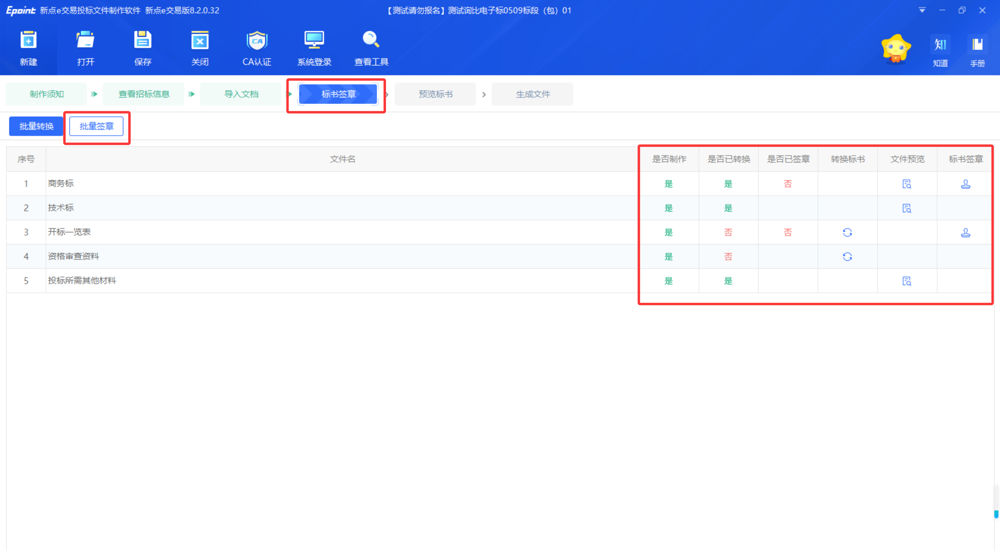 Epoint 新点e交易投标文件制作软件 新点e交易版8.2.0.32 【测试请勿报名】测试询比电子标0509标段（包）01
新建 打开 保存 关闭 CA认证 系统登录 查看工具 知道 手册
CA 知
制作须知 查看招标信息 导入文档 标书签章 预览标书 生成文件
批量转换 批量签章
序号 文件名 是否制作 是否已转换 是否已签章 转换标书 文件预览 标书签章
1 商务标 是 是 否
2 技术标 是 是
3 开标一览表 是 否 否
4 资格审查资料 是 否
5 投标所需其他材料 是 是